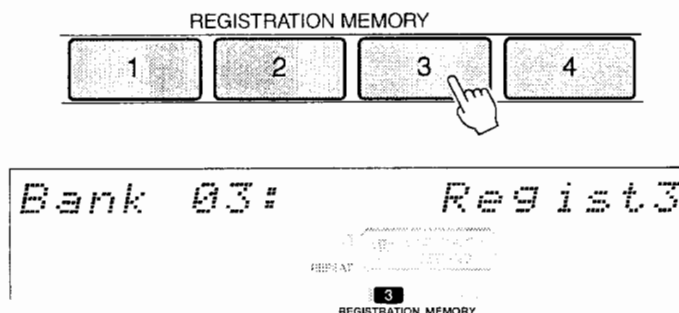 REGISTRATION MEMORY
1 2 3 4
Bank 03: Regist3
REPEAT
3
REGISTRATION MEMORY